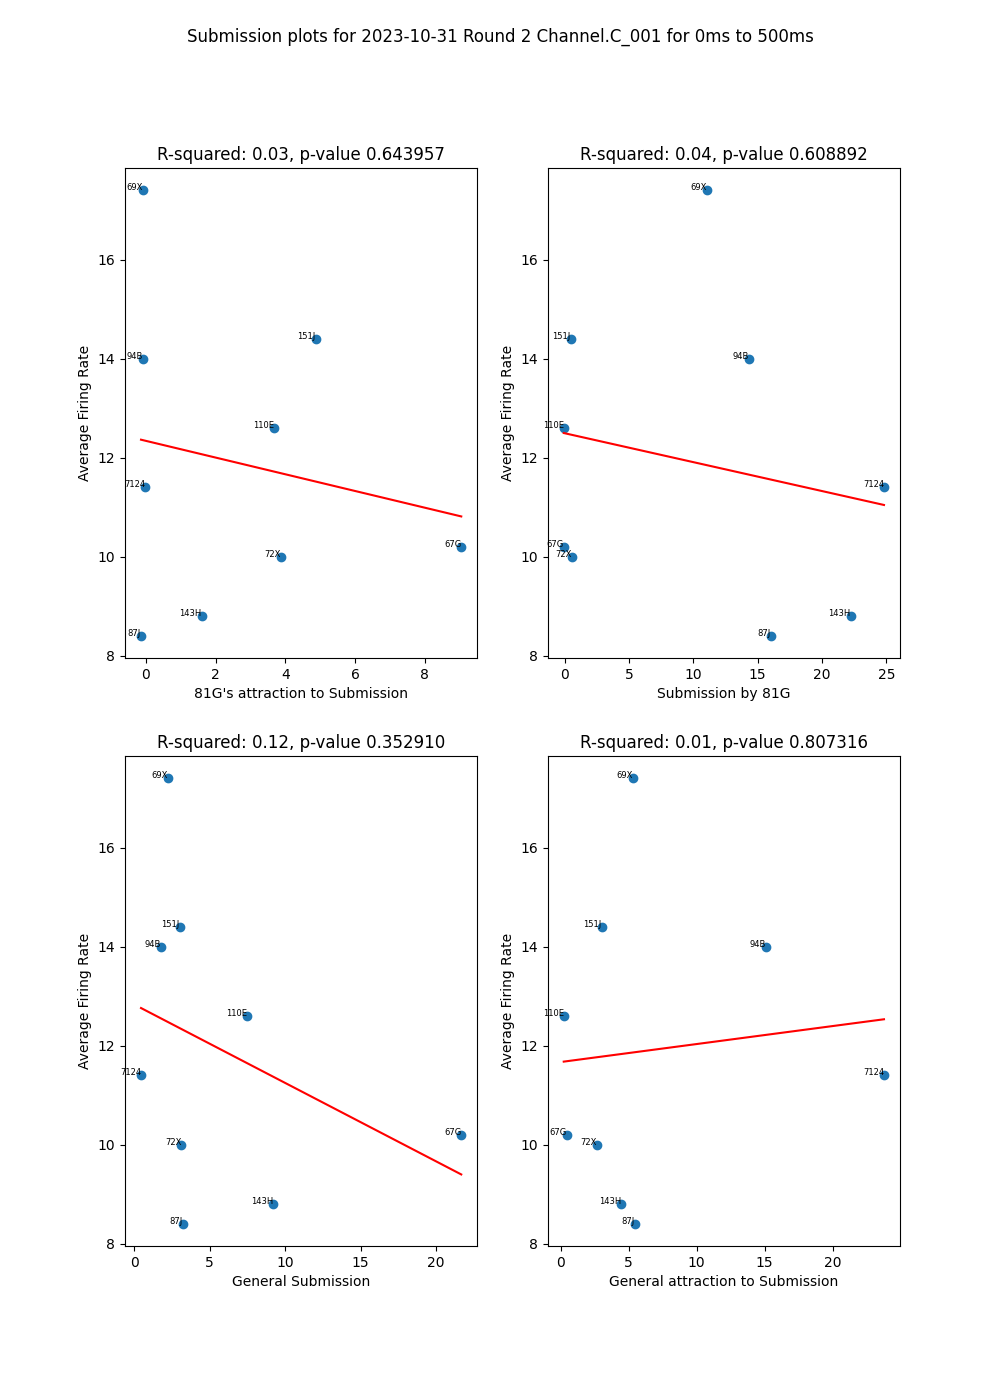 Submission plots for 2023-10-31 Round 2 Channel.C_001 for 0ms to 500ms
R-squared: 0.03, p-value 0.643957
69X
16
151J
14
94B
110E
12
7124
10
72X
67G
143H
87J
8
0 2 4 6 8
Average Firing Rate
81G's attraction to Submission
R-squared: 0.04, p-value 0.608892
69X
16
151J
14
94B
110E
12
7124
67G
10
72X
143H
87J
8
0 5 10 15 20 25
Average Firing Rate
Submission by 81G
R-squared: 0.12, p-value 0.352910
69X
16
151J
14
94B
110E
12
7124
67G
10
72X
143H
87J
8
0 5 10 15 20
Average Firing Rate
General Submission
R-squared: 0.01, p-value 0.807316
69X
16
151J
14
94B
110E
12
7124
67G
10
72X
143H
87J
8
0 5 10 15 20
Average Firing Rate
General attraction to Submission